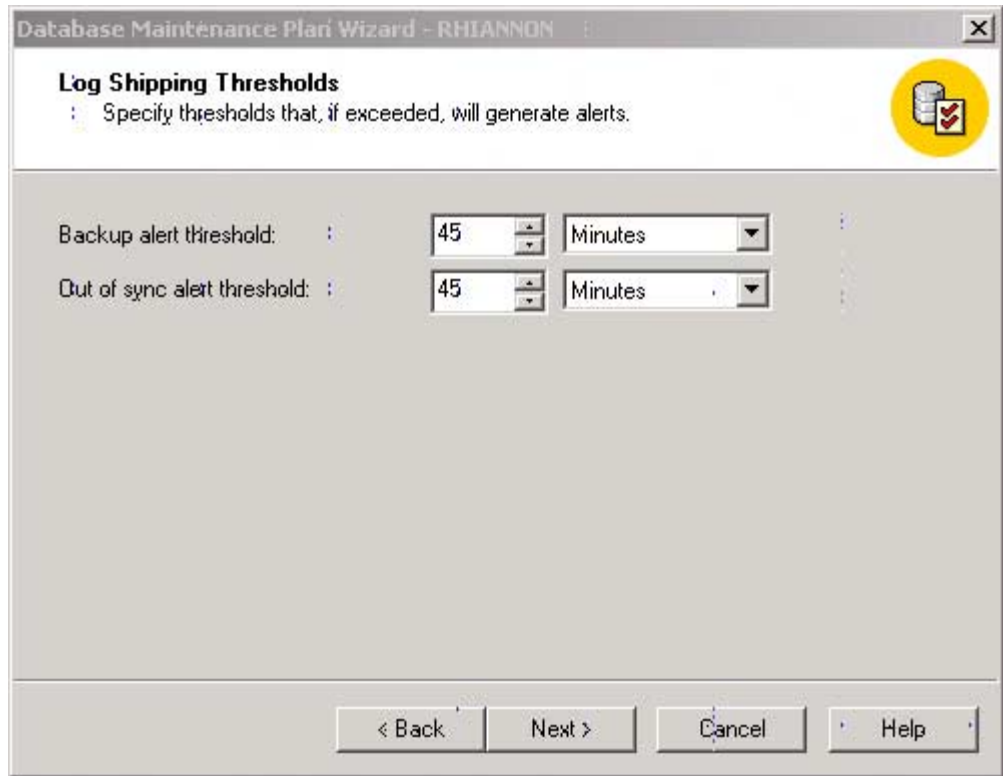 Database Maintenance Plan Wizard - RHIANNON
Log Shipping Thresholds
Specify thresholds that, if exceeded, will generate alerts.
Backup alert threshold: 45 Minutes
Out of sync alert threshold: 45 Minutes
< Back Next > Cancel Help